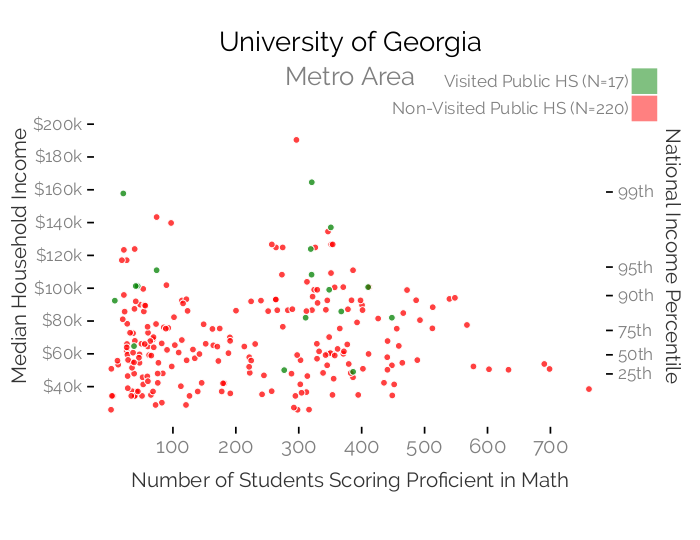 University of Georgia
Metro Area
Visited Public HS (N=17)
Non-Visited Public HS (N=220)
Median Household Income
$200k
$180k
$160k
$140k
$120k
$100k
$80k
$60k
$40k
National Income Percentile
99th
95th
90th
75th
50th
25th
100 200 300 400 500 600 700
Number of Students Scoring Proficient in Math